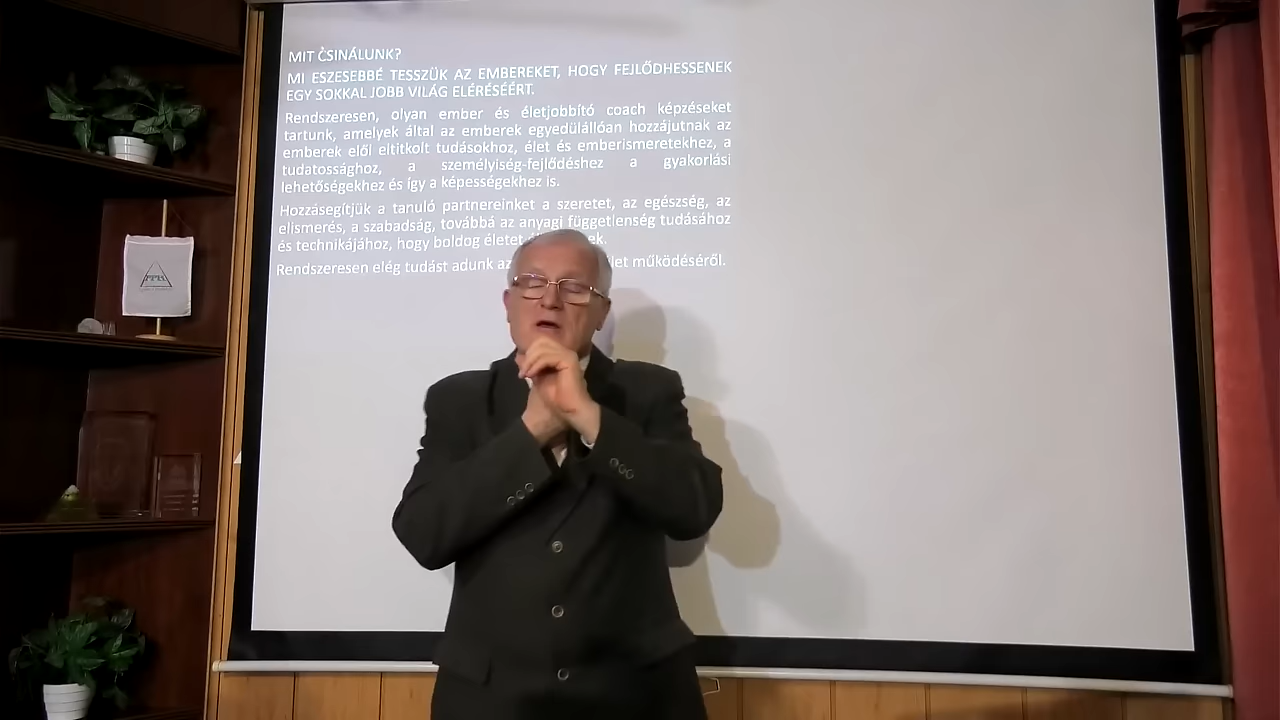 MIT CSINÁLUNK?
MI ESZESEBBÉ TESSZÜK AZ EMBEREKET, HOGY FEJLŐDHESSENEK
EGY SOKKAL JOBB VILÁG ELÉRÉSÉÉRT.
Rendszeresen, olyan ember és életjobbító coach képzéseket
tartunk, amelyek által az emberek egyedülállóan hozzájutnak az
emberek elől eltitkolt tudásokhoz, élet és emberismeretekhez, a
tudatossághoz, a személyiség-fejlődéshez a gyakorlási
lehetőségekhez és így a képességekhez is.
Hozzásegítjük a tanuló partnereinket a szeretet, az egészség, az
elismerés, a szabadság, továbbá az anyagi függetlenség tudásához
és technikájához, hogy boldog életet
Rendszeresen elég tudást adunk működéséről.